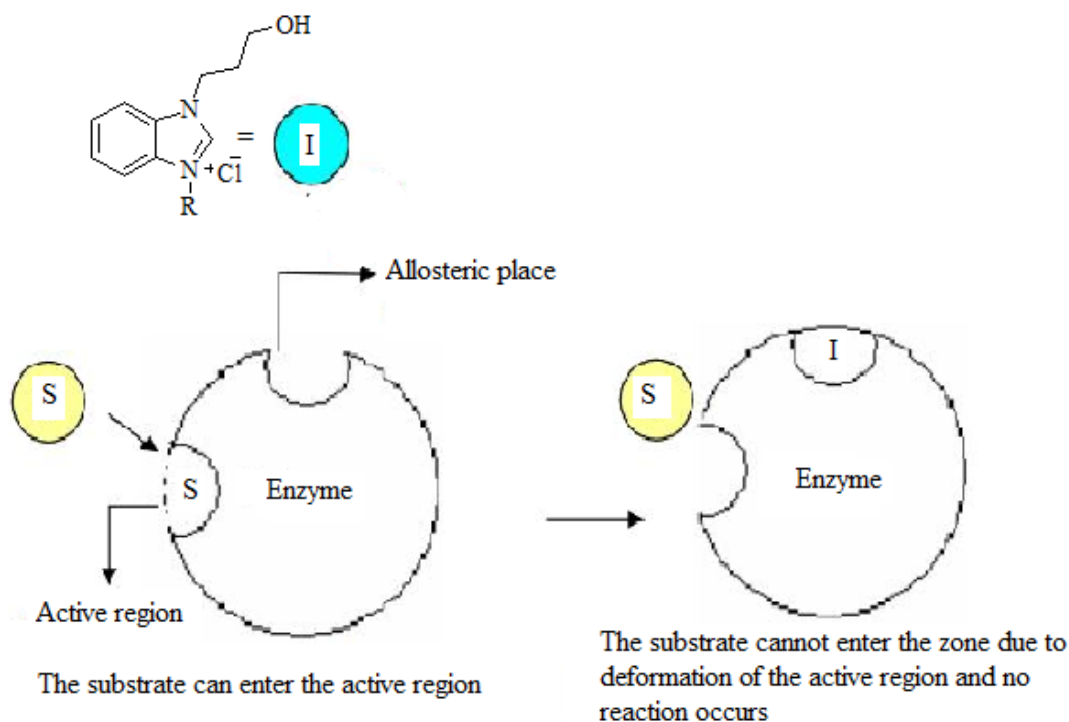 OH
N
=
I
N
+Cl−
R
Allosteric place
S
I
S
S
Enzyme
Enzyme
Active region
The substrate can enter the active region
The substrate cannot enter the zone due to
deformation of the active region and no
reaction occurs